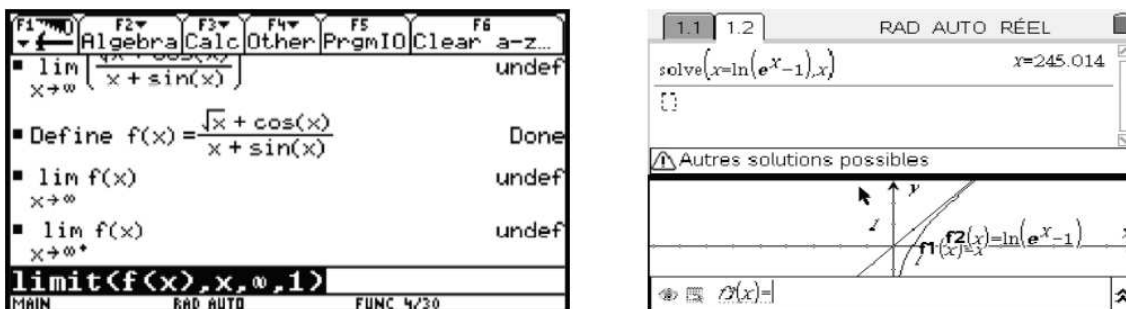 F1 F2 F3 F4 F5 F6
Algebra Calc Other PrgmIO Clear a-z…
lim ( (√x + cos(x)) / (x + sin(x)) ) undef
x→∞
Define f(x) = (√x + cos(x)) / (x + sin(x)) Done
lim f(x) undef
x→∞
lim f(x) undef
x→∞⁺
limit(f(x),x,∞,1)
MAIN RAD AUTO FUNC 4/30
1.1 1.2 RAD AUTO RÉEL
solve(x=ln(e^x−1),x) x=245.014
Autres solutions possibles
y
f2(x)=ln(e^x−1)
f1(x)=x
f3(x)=